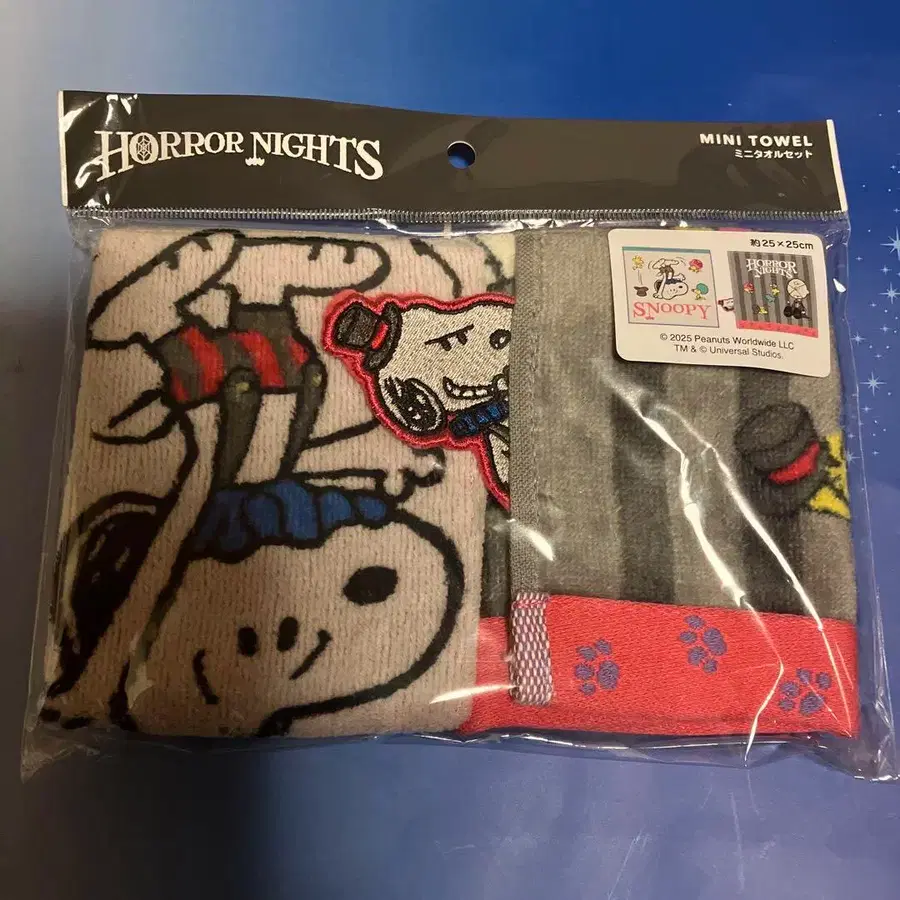 HORROR NIGHTS
MINI TOWEL
ミニタオルセット
約25×25cm
SNOOPY
HORROR
NIGHTS
© 2025 Peanuts Worldwide LLC
TM & © Universal Studios.